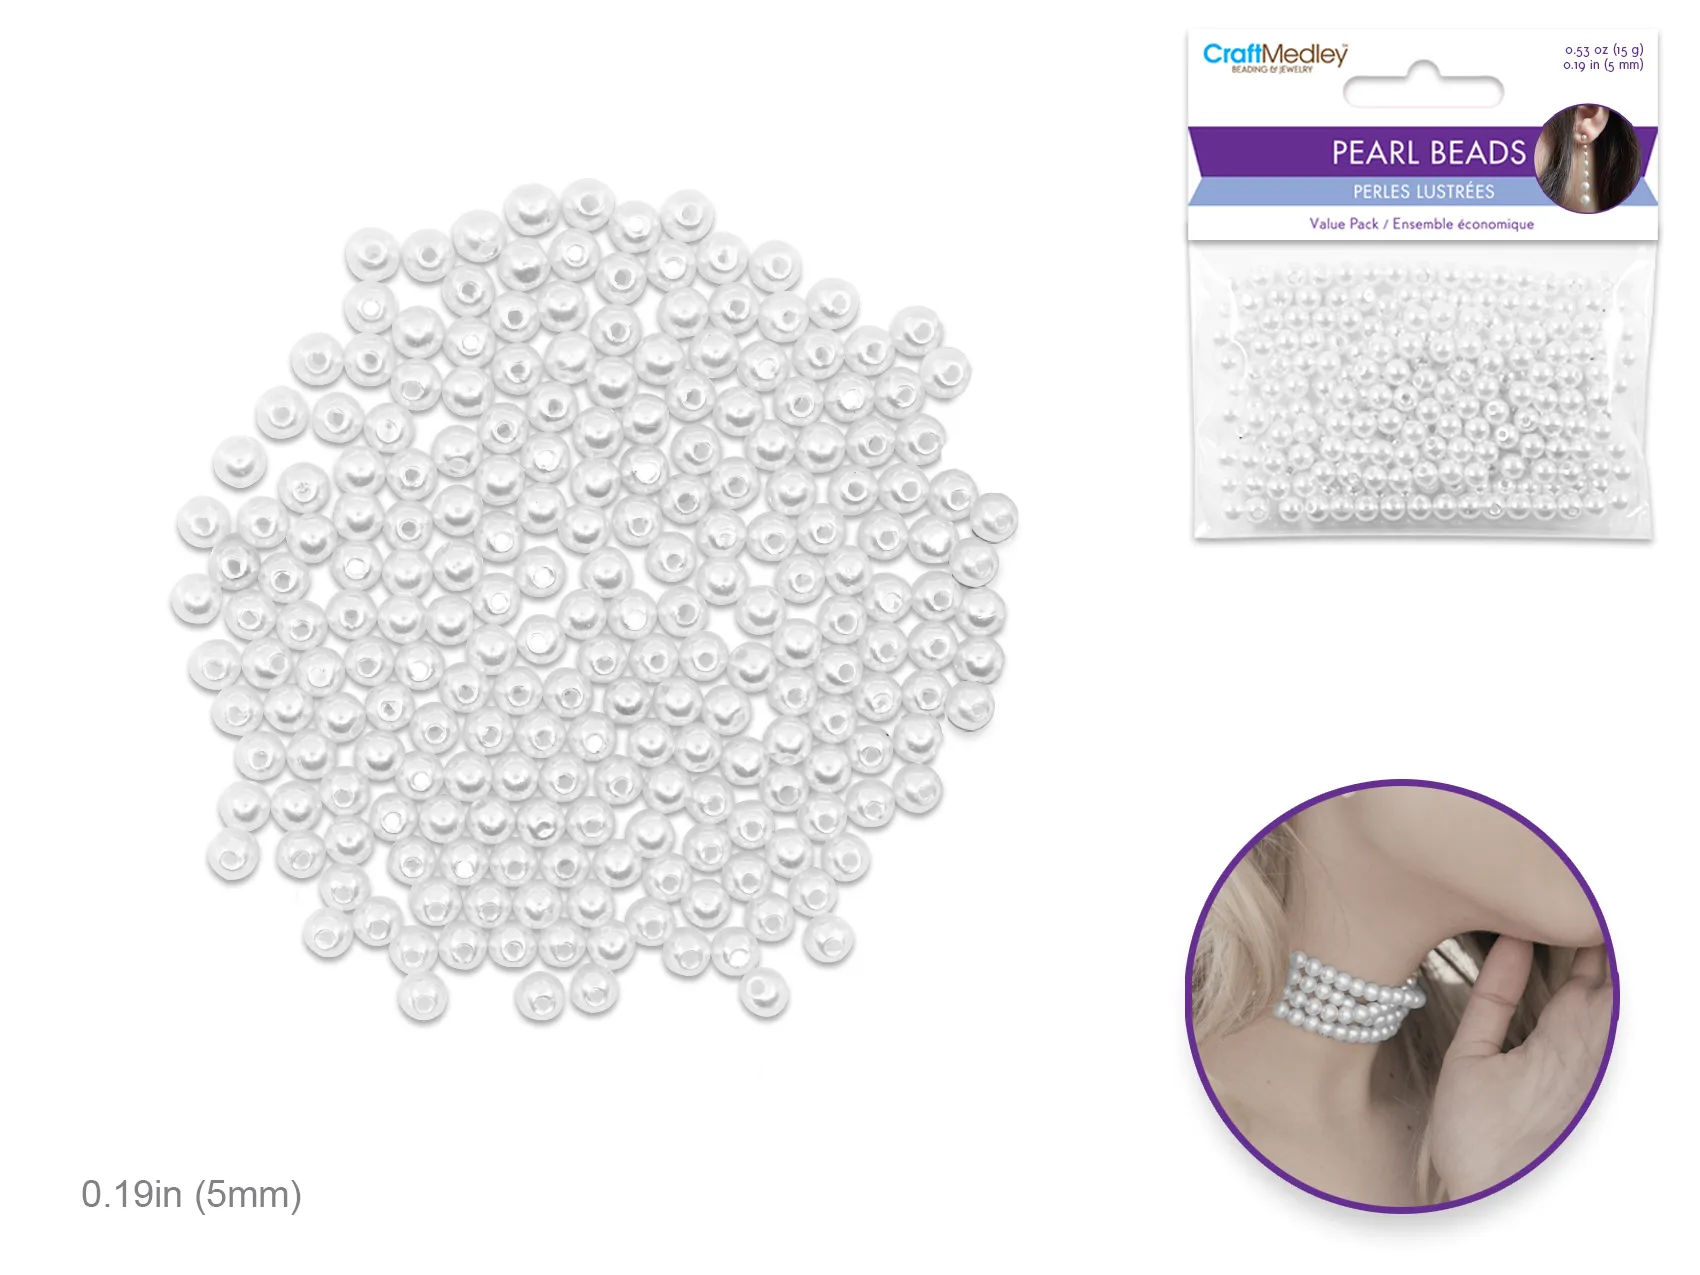 CraftMedley™
BEADING & JEWELRY
0.53 oz (15 g)
0.19 in (5 mm)
PEARL BEADS
PERLES LUSTRÉES
Value Pack / Ensemble économique
0.19in (5mm)